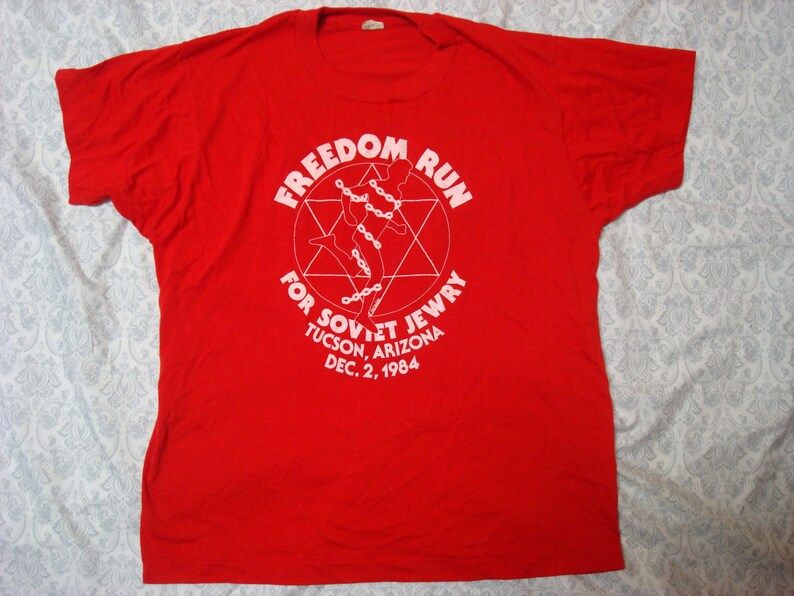 FREEDOM RUN
FOR SOVIET JEWRY
TUCSON, ARIZONA
DEC. 2, 1984